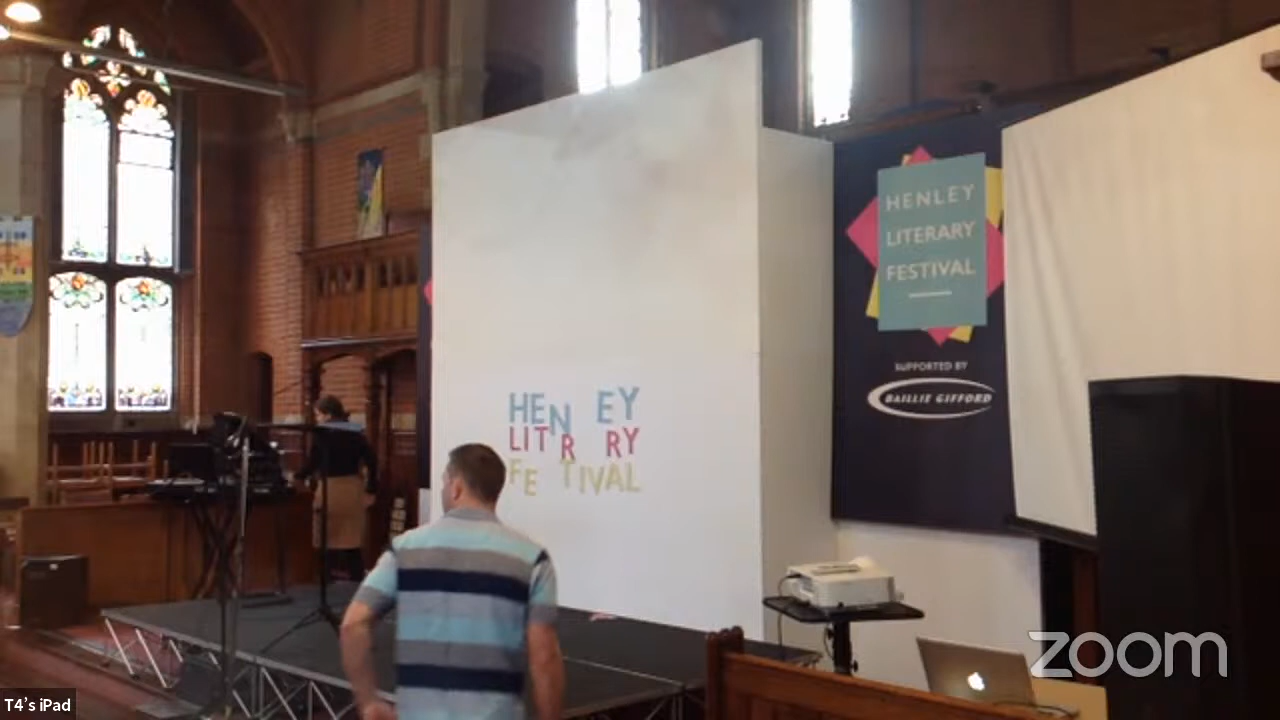 HEN EY
LITR RY
FE TIVAL
HENLEY
LITERARY
FESTIVAL
SUPPORTED BY
BAILLIE GIFFORD
zoom
T4's iPad